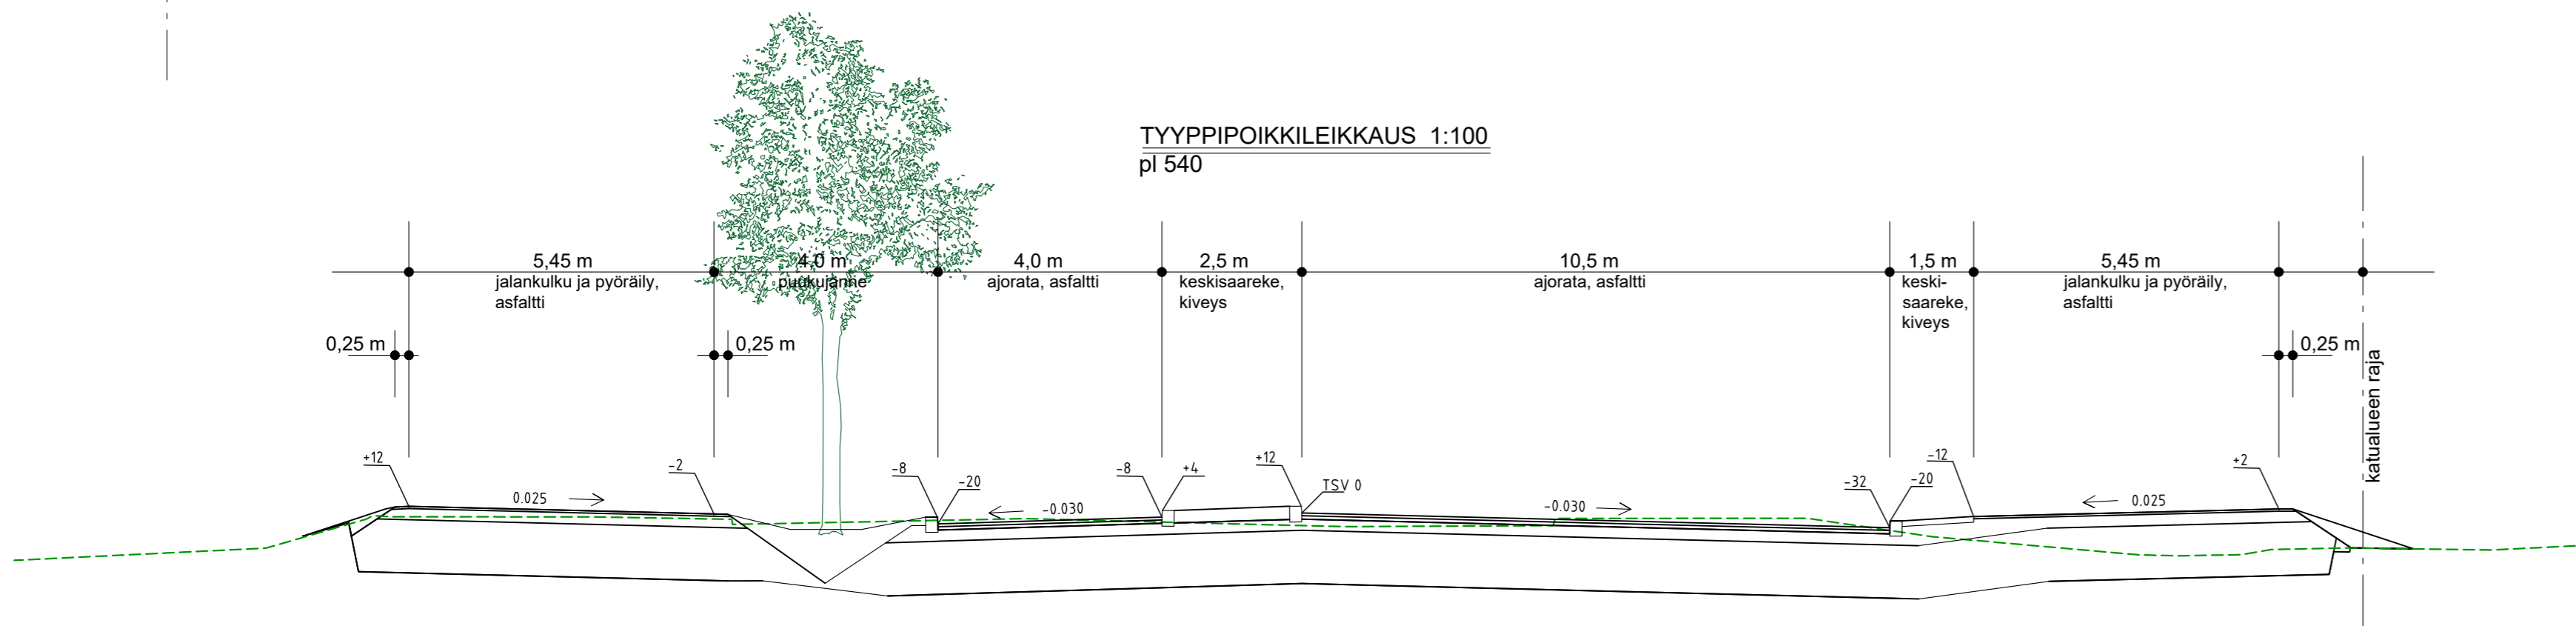 TYYPPIPOIKKILEIKKAUS 1:100
pl 540
5,45 m
jalankulku ja pyöräily,
asfaltti
4,0 m
puukujanne
4,0 m
ajorata, asfaltti
2,5 m
keskisaareke,
kiveys
10,5 m
ajorata, asfaltti
1,5 m
keski-
saareke,
kiveys
5,45 m
jalankulku ja pyöräily,
asfaltti
0,25 m
0,25 m
0,25 m
katualueen raja
+12
-2
-8
-20
-8
+4
+12
TSV 0
-32
-20
-12
+2
0.025
-0.030
-0.030
0.025